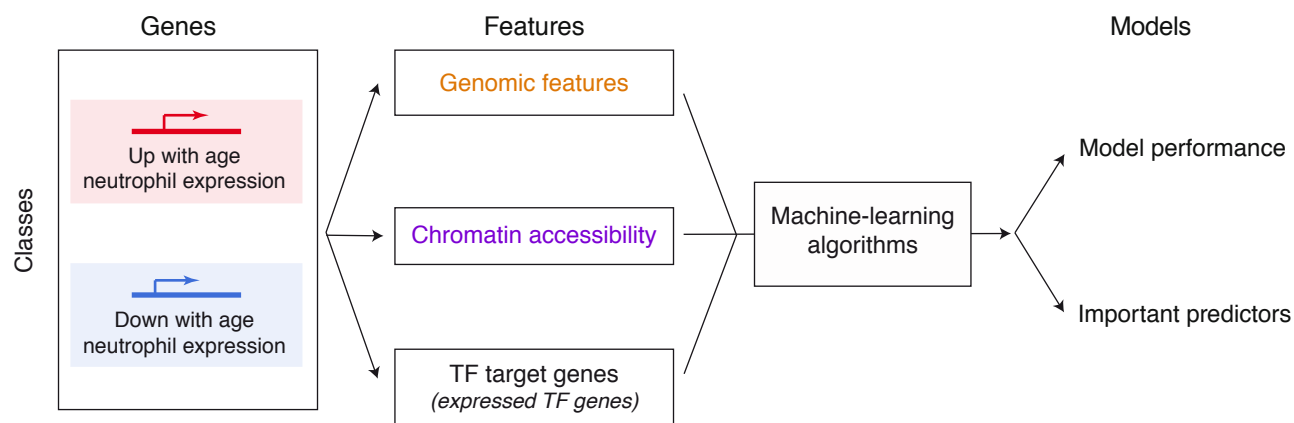 Genes
Features
Models
Classes
Up with age
neutrophil expression
Down with age
neutrophil expression
Genomic features
Chromatin accessibility
TF target genes
(expressed TF genes)
Machine-learning
algorithms
Model performance
Important predictors